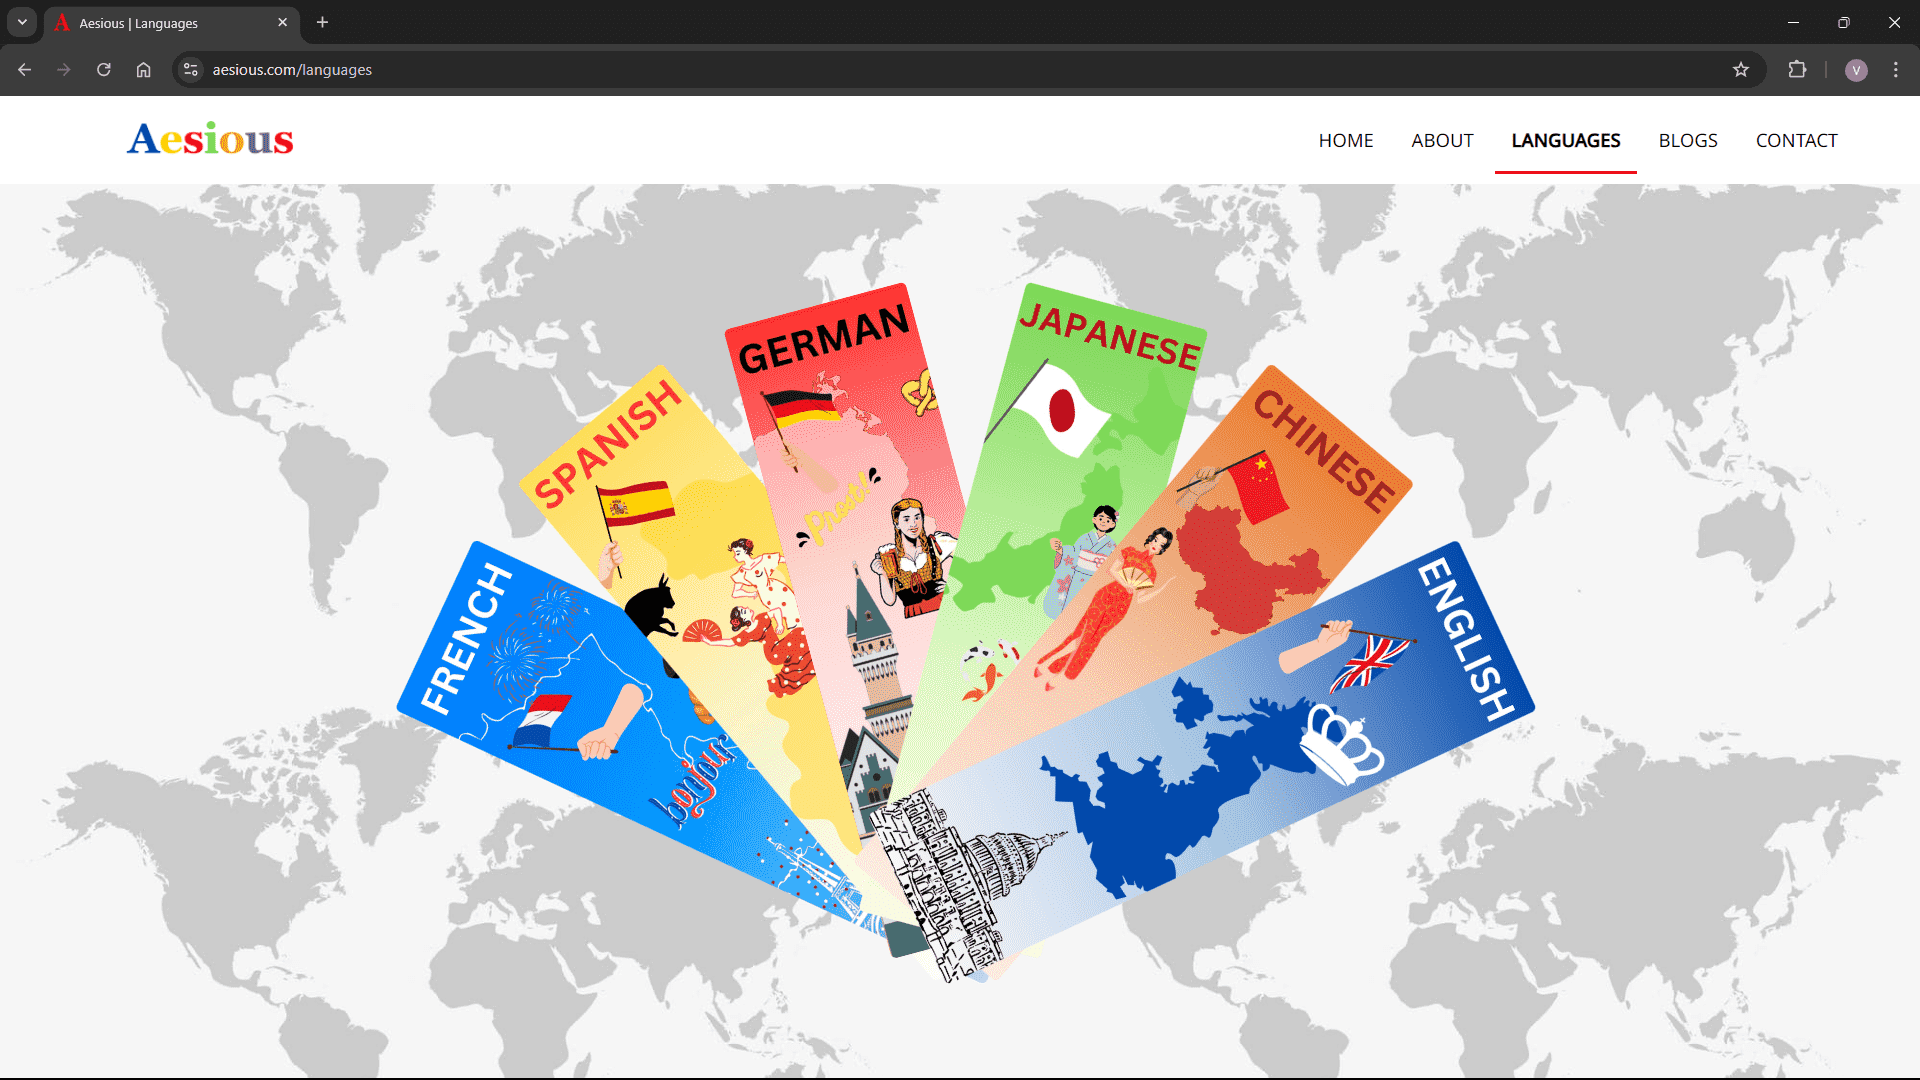 Aesious | Languages
aesious.com/languages
V
Aesious
HOME ABOUT LANGUAGES BLOGS CONTACT
FRENCH
bonjour
SPANISH
GERMAN
Prost!
JAPANESE
CHINESE
ENGLISH